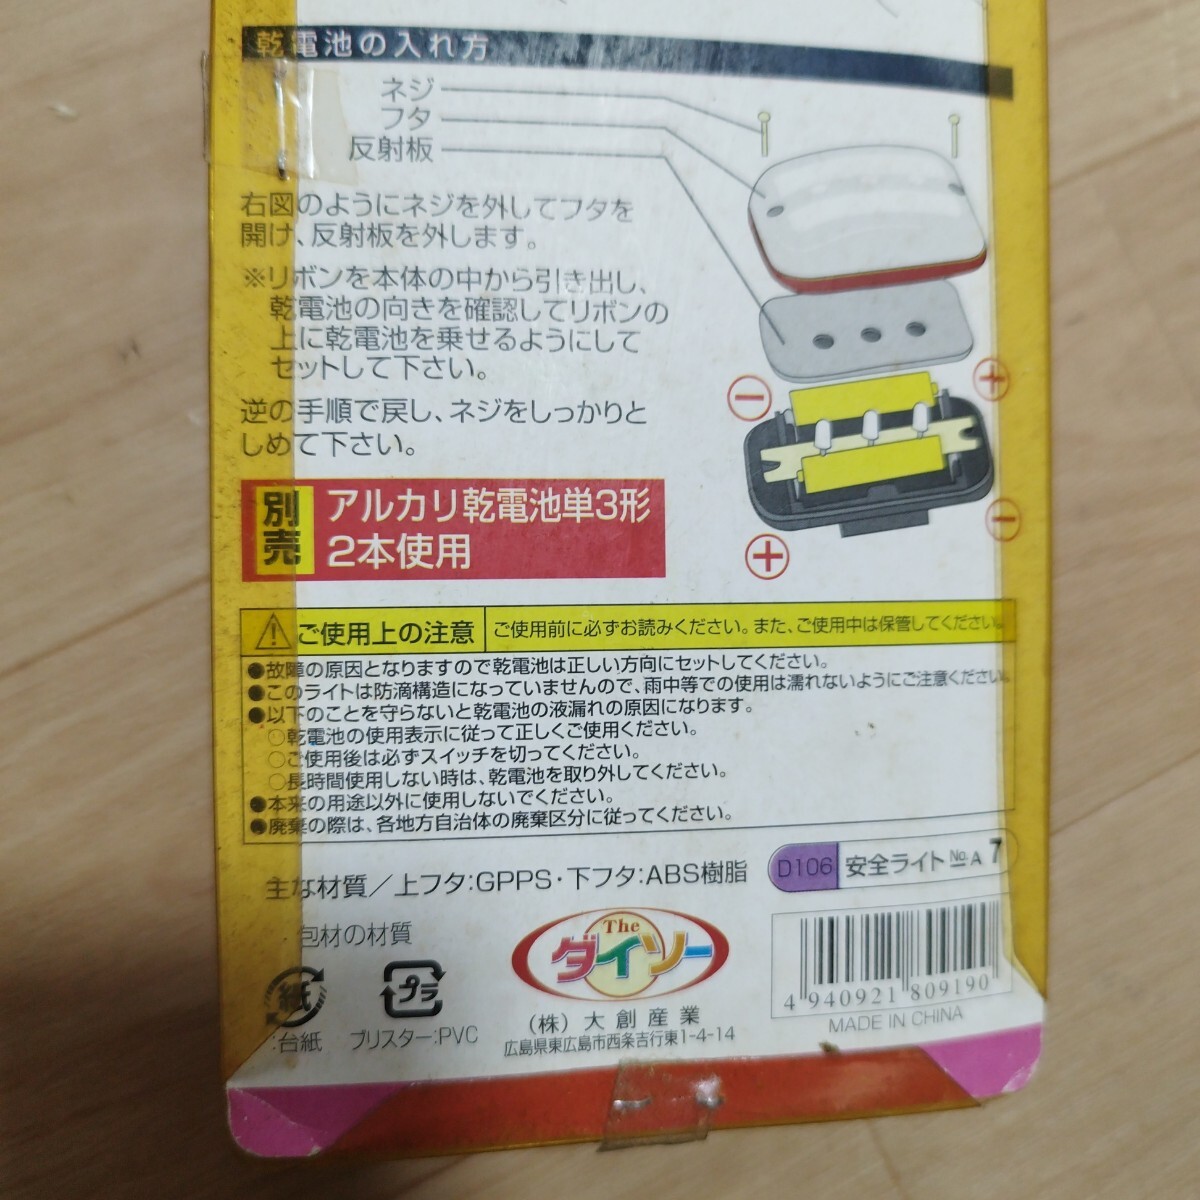 乾電池の入れ方
ネジ
フタ
反射板
右図のようにネジを外してフタを
開け、反射板を外します。
※リボンを本体の中から引き出し、
乾電池の向きを確認してリボンの
上に乾電池を乗せるようにして
セットして下さい。
逆の手順で戻し、ネジをしっかりと
しめて下さい。
⊖
⊕
⊕
⊖
別売
アルカリ乾電池単3形
2本使用
ご使用上の注意
ご使用前に必ずお読みください。また、ご使用中は保管してください。
●故障の原因となりますので乾電池は正しい方向にセットしてください。
●このライトは防滴構造になっていませんので、雨中等での使用は濡れないようにご注意ください。
●以下のことを守らないと乾電池の液漏れの原因になります。
○乾電池の使用表示に従って正しくご使用ください。
○ご使用後は必ずスイッチを切ってください。
○長時間使用しない時は、乾電池を取り外してください。
●本来の用途以外に使用しないでください。
●廃棄の際は、各地方自治体の廃棄区分に従ってください。
主な材質／上フタ:GPPS・下フタ:ABS樹脂
D106 安全ライト No.A 7
包材の材質
紙
:台紙
プラ
ブリスター:PVC
The
ダイソー
(株)大創産業
広島県東広島市西条吉行東1-4-14
4 940921 809190
MADE IN CHINA